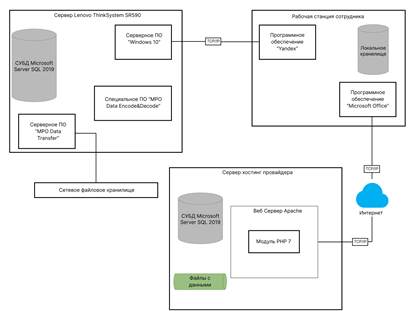 Сервер Lenovo ThinkSystem SR590
СУБД Microsoft
Server SQL 2019
Серверное ПО
"Windows 10"
Специальное ПО "MPO
Data Encode&Decode"
Серверное ПО
"MPO Data
Transfer"
Сетевое файловое хранилище
TCP/IP
Рабочая станция сотрудника
Программное
обеспечение
"Yandex"
Локальное
хранилище
Программное
обеспечение
"Microsoft Office"
TCP/IP
Интернет
TCP/IP
Сервер хостинг провайдера
СУБД Microsoft
Server SQL 2019
Веб Сервер Apache
Модуль PHP 7
Файлы с
данными